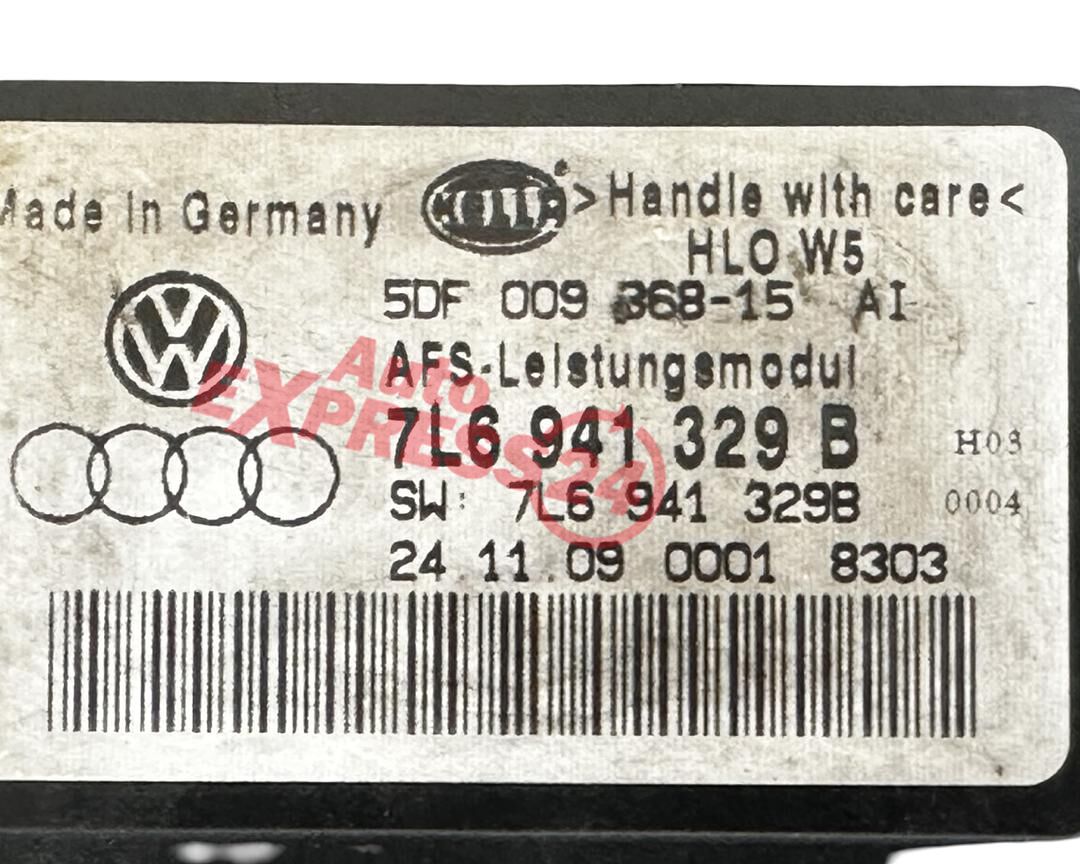 Made In Germany HELLA >Handle with care<
HLO W5
5DF 009 368-15 AI
AFS-Leistungsmodul
7L6 941 329 B H03
SW: 7L6 941 329B 0004
24.11.09 0001 8303
Auto
EXPRESS24